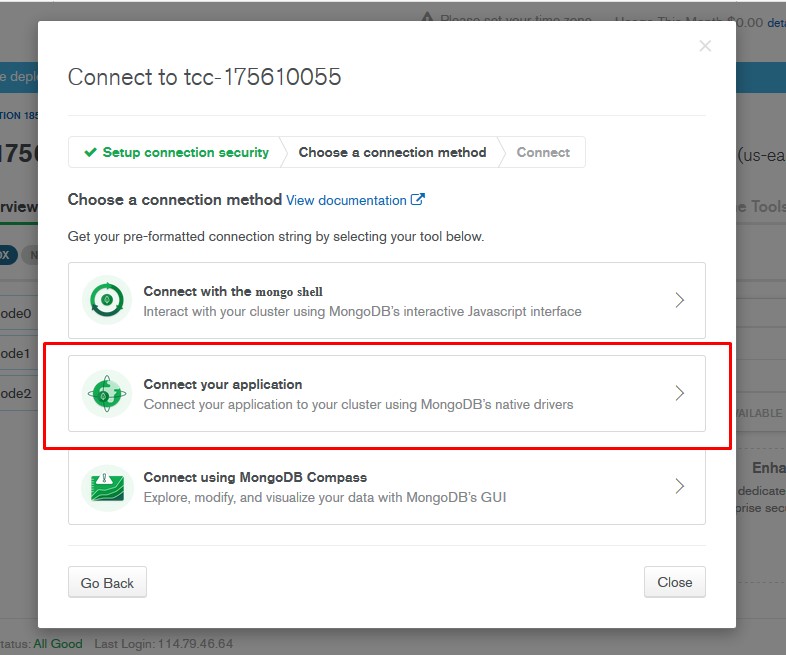 Please set your time zone
Usage This Month $0.00 deta
e deplo
TION 185
Connect to tcc-175610055
Setup connection security
Choose a connection method
Connect
175
(us-ea
Choose a connection method View documentation
rview
e Tools
Get your pre-formatted connection string by selecting your tool below.
OX
N
Connect with the mongo shell
Interact with your cluster using MongoDB's interactive Javascript interface
ode0
ode1
Connect your application
ode2
Connect your application to your cluster using MongoDB's native drivers
VAILABLE
Connect using MongoDB Compass
Explore, modify, and visualize your data with MongoDB's GUI
Enha
dedicate
prise sec
Go Back
Close
tatus: All Good Last Login: 114.79.46.64